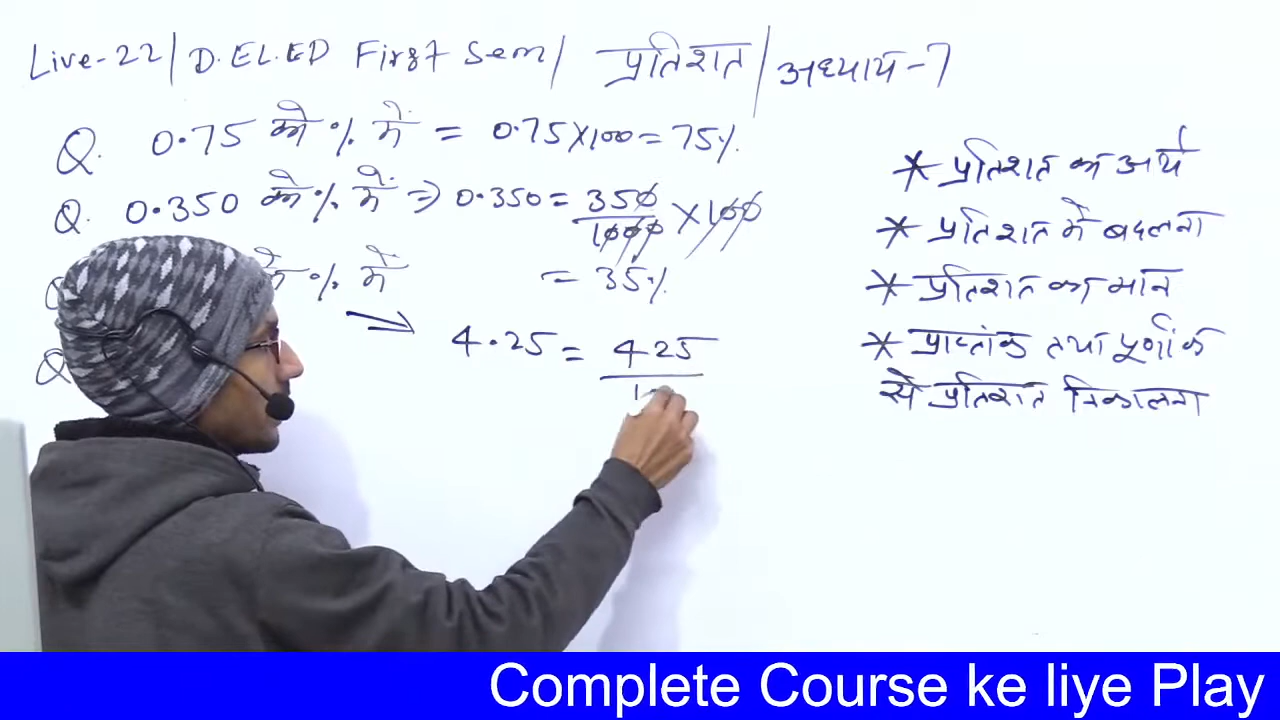 Live-22 / D.EL.ED First Sem / प्रतिशत / अध्याय-7
Q. 0.75 को % में = 0.75×100=75%
Q. 0.350 को % में => 0.350 = 350/1000 ×100
= 35%
% में
4.25 = 425/
* प्रतिशत का अर्थ
* प्रतिशत में बदलना
* प्रतिशत का मान
* प्राप्तांक तथा पूर्णांक
से प्रतिशत निकालना
Complete Course ke liye Play